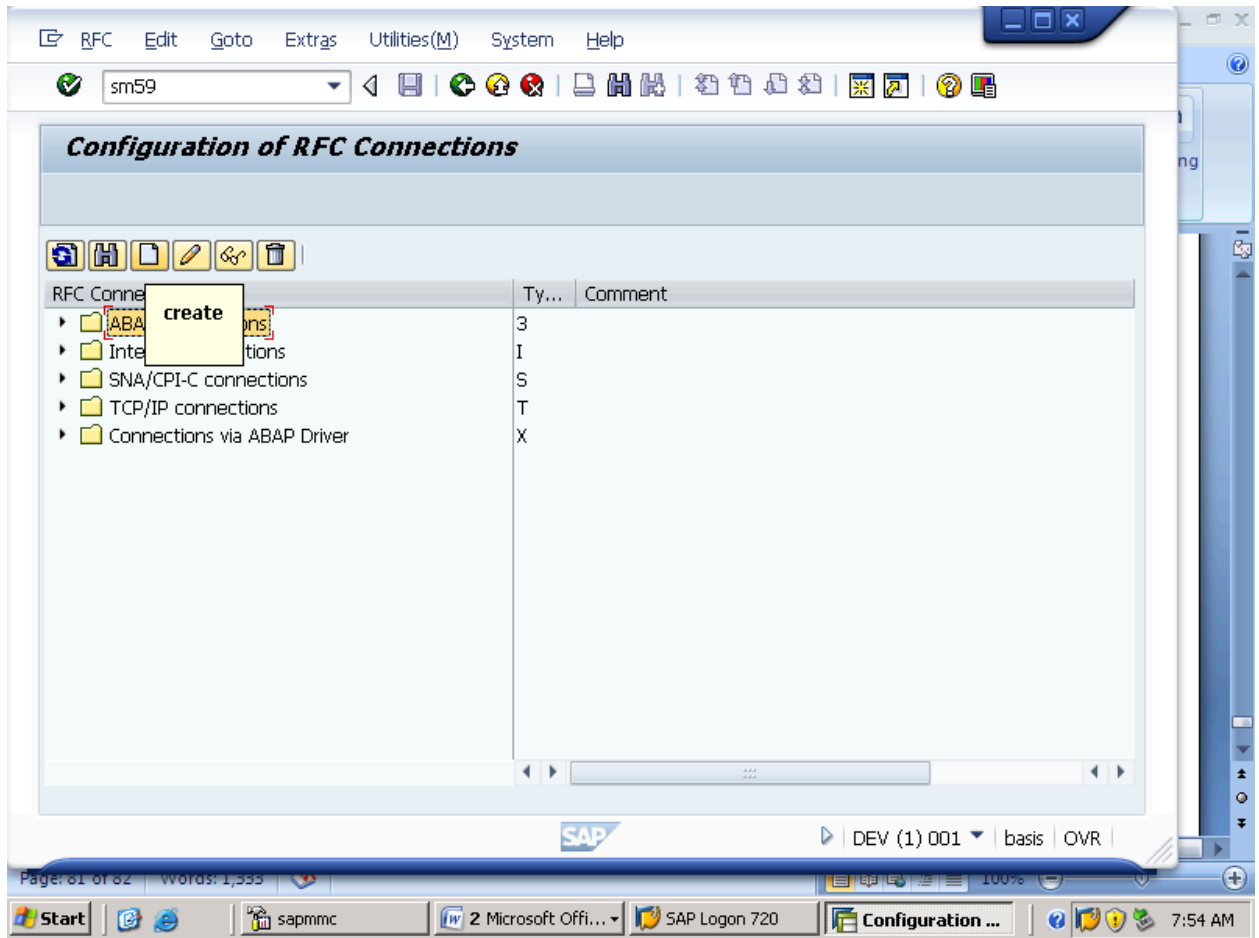 RFC Edit Goto Extras Utilities(M) System Help
sm59
Configuration of RFC Connections
ng
RFC Conne
Ty... Comment
create
ABA ons 3
Inte tions I
SNA/CPI-C connections S
TCP/IP connections T
Connections via ABAP Driver X
SAP
DEV (1) 001 basis OVR
Page: 81 of 82 Words: 1,333 100%
Start sapmmc 2 Microsoft Offi... SAP Logon 720 Configuration ... 7:54 AM